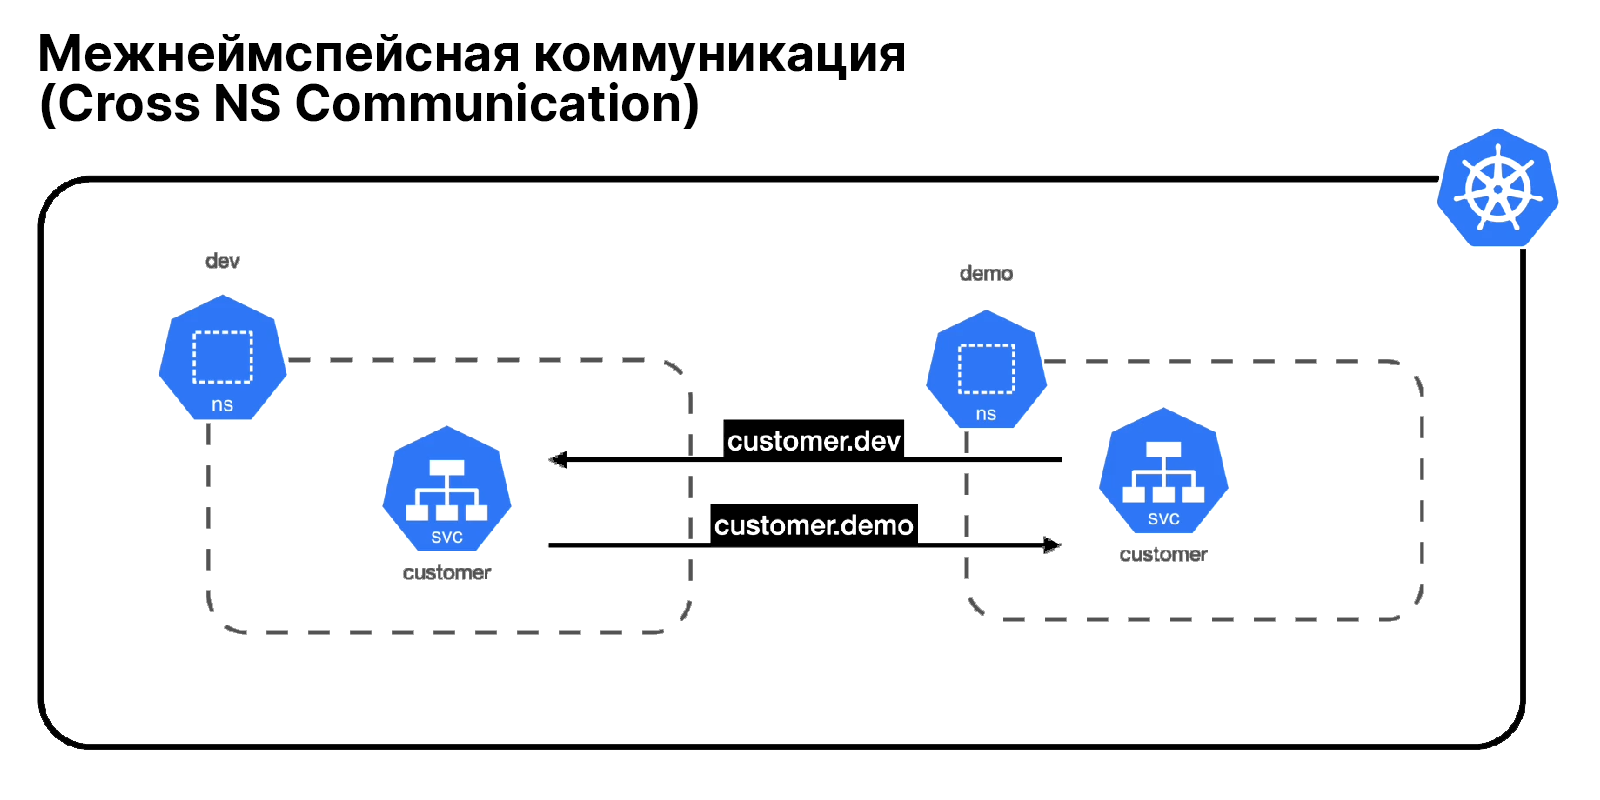 Межнеймспейсная коммуникация
(Cross NS Communication)
dev
demo
ns
ns
customer.dev
customer.demo
svc
svc
customer
customer